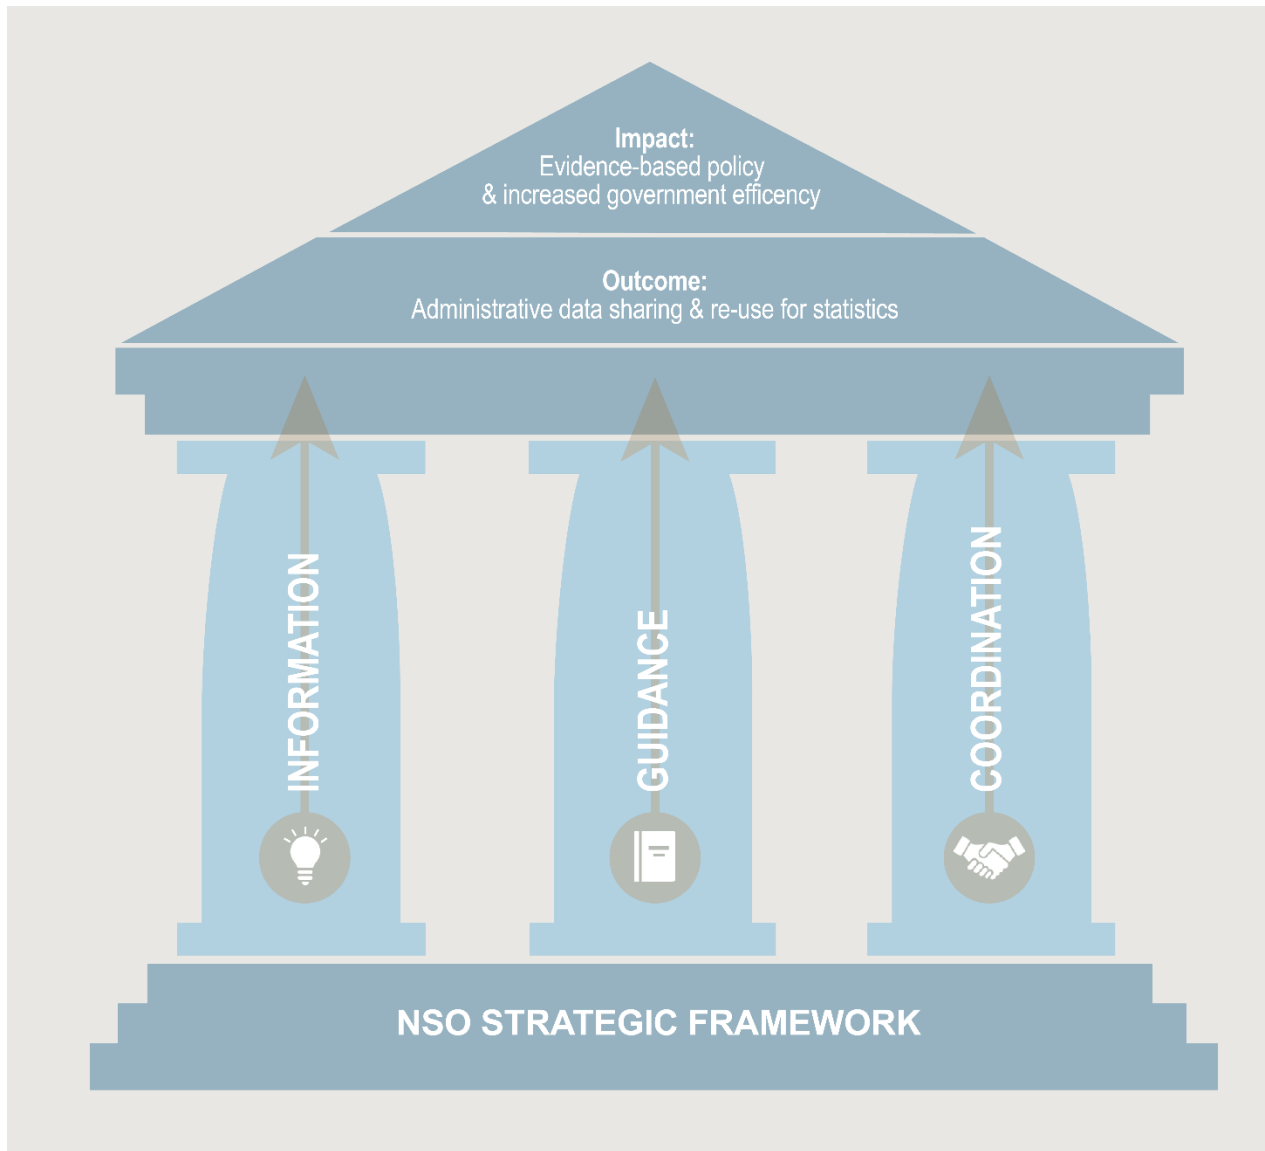 Impact:
Evidence-based policy
& increased government efficency
Outcome:
Administrative data sharing & re-use for statistics
INFORMATION
GUIDANCE
COORDINATION
NSO STRATEGIC FRAMEWORK